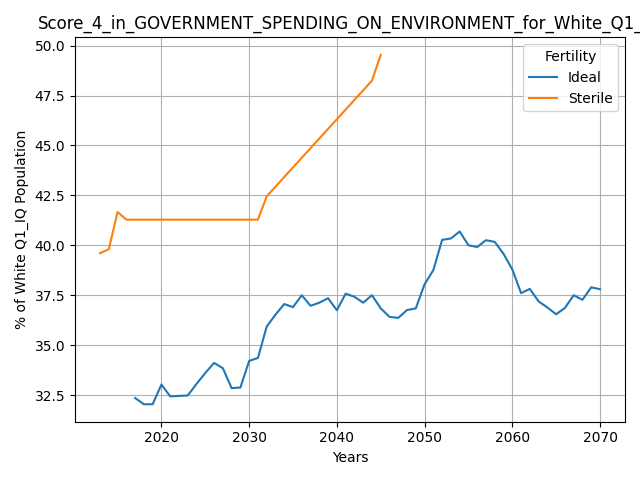 Score_4_in_GOVERNMENT_SPENDING_ON_ENVIRONMENT_for_White_Q1_
50.0
47.5
45.0
42.5
40.0
37.5
35.0
32.5
% of White Q1_IQ Population
Fertility
Ideal
Sterile
2020 2030 2040 2050 2060 2070
Years